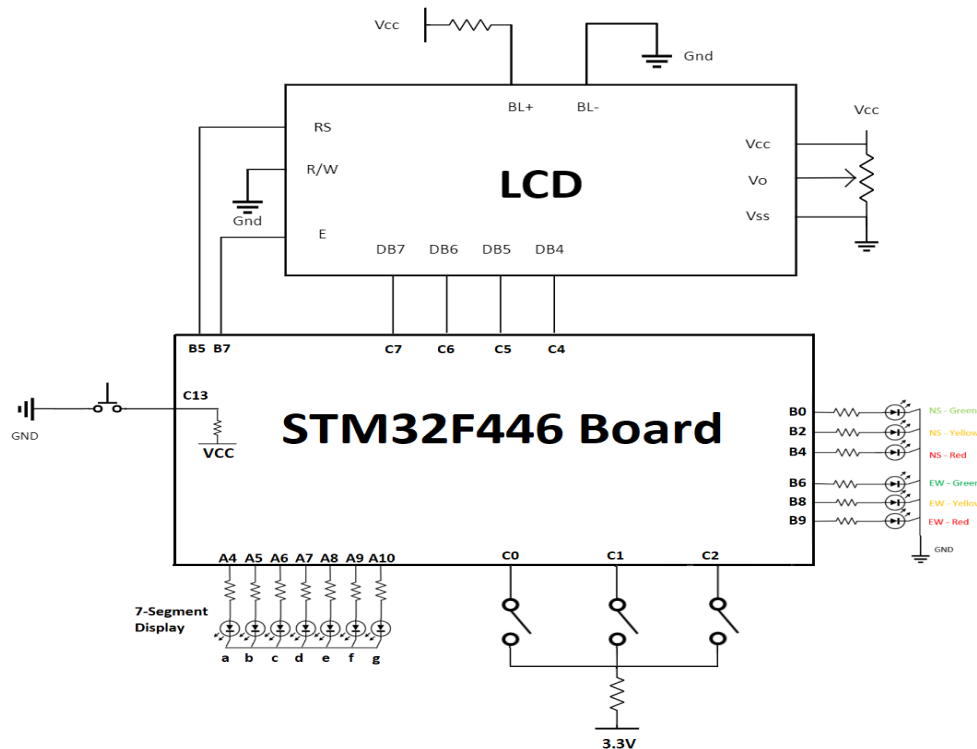 Vcc
Gnd
BL+ BL-
RS
R/W
E
Gnd
LCD
Vcc
Vcc
Vo
Vss
DB7 DB6 DB5 DB4
B5 B7 C7 C6 C5 C4
C13
GND
VCC
STM32F446 Board
B0 NS - Green
B2 NS - Yellow
B4 NS - Red
B6 EW - Green
B8 EW - Yellow
B9 EW - Red
GND
A4 A5 A6 A7 A8 A9 A10 C0 C1 C2
7-Segment
Display
a b c d e f g
3.3V